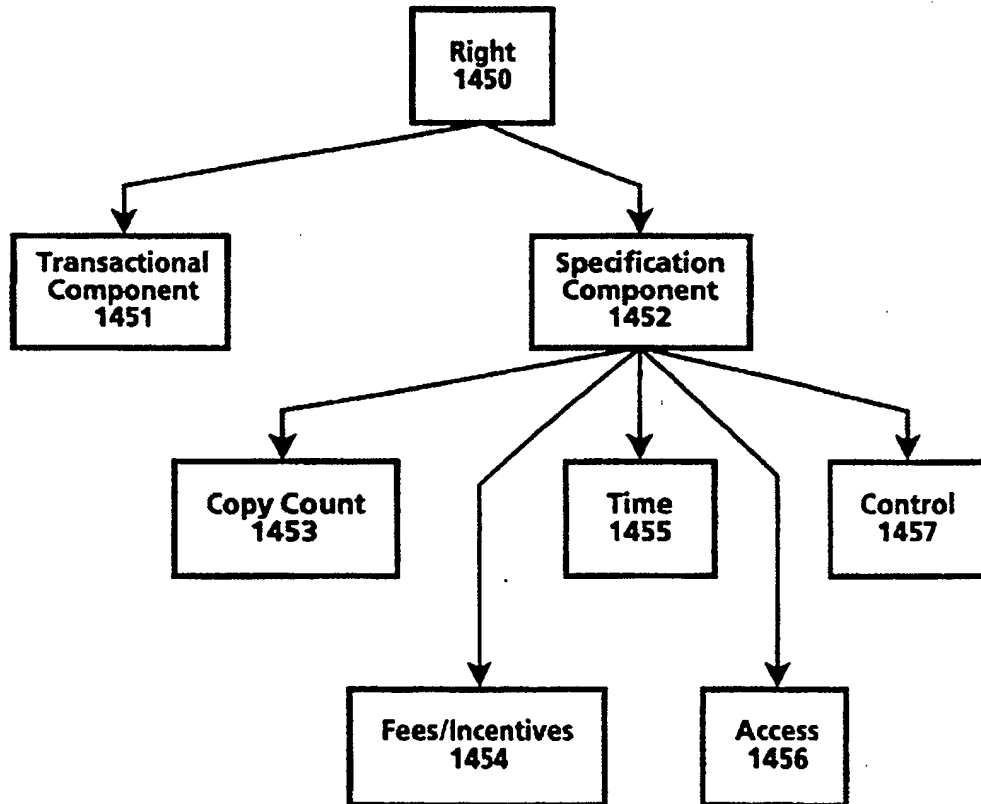 Right
1450
Transactional
Component
1451
Specification
Component
1452
Copy Count
1453
Time
1455
Control
1457
Fees/Incentives
1454
Access
1456